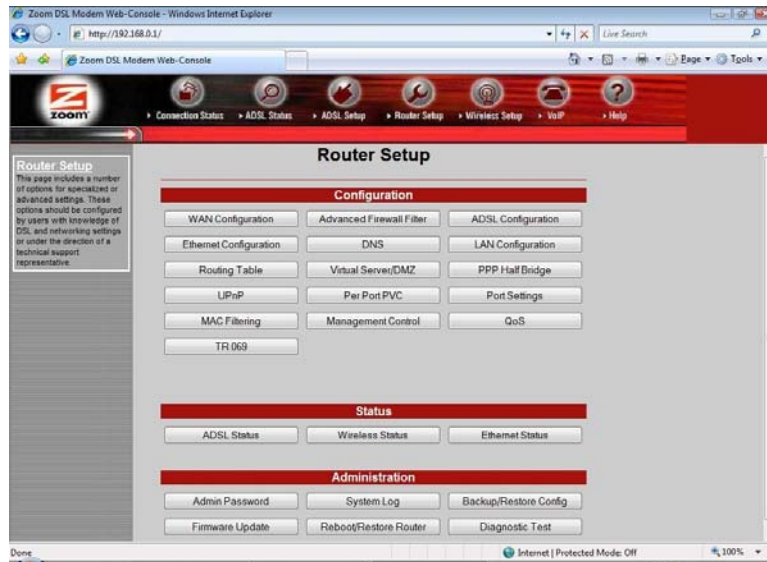 Zoom DSL Modem Web-Console - Windows Internet Explorer
http://192.168.0.1/
Live Search
Zoom DSL Modem Web-Console
Page
Tools
ZOOM
Connection Status
ADSL Status
ADSL Setup
Router Setup
Wireless Setup
VoIP
Help
Router Setup
This page includes a number
of options for specialized or
advanced settings. These
options should be configured
by users with knowledge of
DSL and networking settings
or under the direction of a
technical support
representative.
Router Setup
Configuration
WAN Configuration
Advanced Firewall Filter
ADSL Configuration
Ethernet Configuration
DNS
LAN Configuration
Routing Table
Virtual Server/DMZ
PPP Half Bridge
UPnP
Per Port PVC
Port Settings
MAC Filtering
Management Control
QoS
TR 069
Status
ADSL Status
Wireless Status
Ethernet Status
Administration
Admin Password
System Log
Backup/Restore Config
Firmware Update
Reboot/Restore Router
Diagnostic Test
Done
Internet | Protected Mode: Off
100%